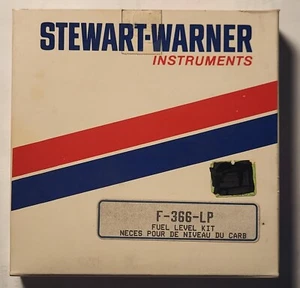 STEWART-WARNER
INSTRUMENTS
F-366-LP
FUEL LEVEL KIT
NECES POUR DE NIVEAU DU CARB